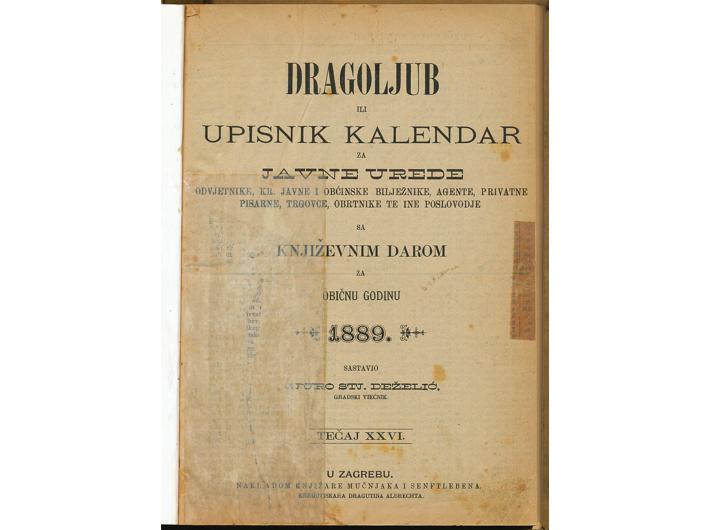 DRAGOLJUB
ILI
UPISNIK KALENDAR
ZA
JAVNE UREDE
ODVJETNIKE, KR. JAVNE I OBĆINSKE BILJEŽNIKE, AGENTE, PRIVATNE
PISARNE, TRGOVCE, OBRTNIKE TE INE POSLOVODJE
SA
KNJIŽEVNIM DAROM
ZA
OBIČNU GODINU
1889.
SASTAVIO
GJURO STJ. DEŽELIĆ,
GRADSKI VIEĆNIK.
TEČAJ XXVI.
U ZAGREBU.
NAKLADOM KNJIŽARE MUČNJAKA I SENFTLEBENA.
KNJIGOTISKARA DRAGUTINA ALBRECHTA.